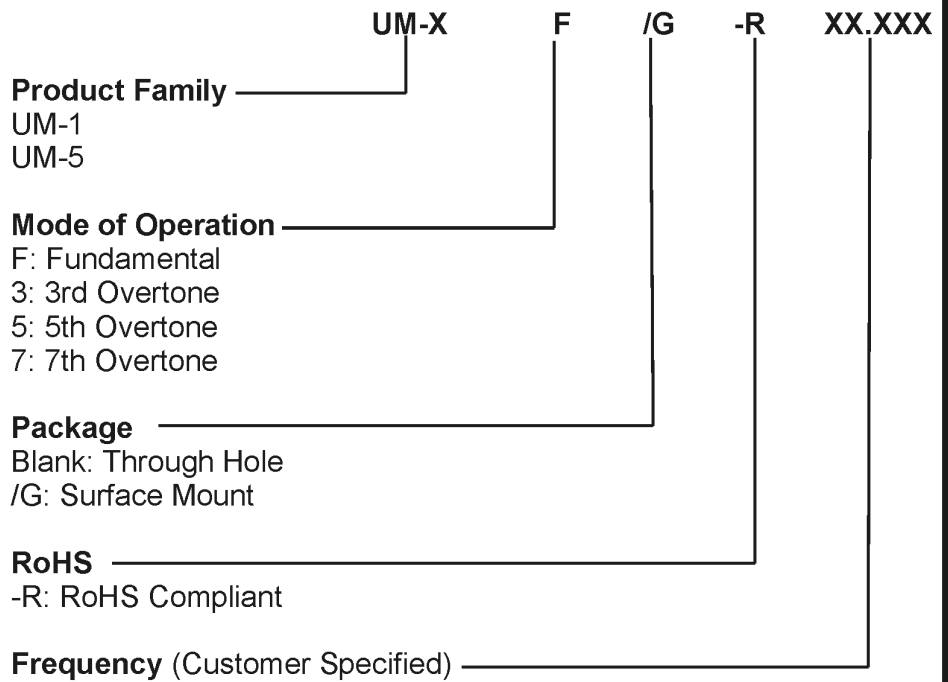 UM-X F /G -R XX.XXX
Product Family
UM-1
UM-5
Mode of Operation
F: Fundamental
3: 3rd Overtone
5: 5th Overtone
7: 7th Overtone
Package
Blank: Through Hole
/G: Surface Mount
RoHS
-R: RoHS Compliant
Frequency (Customer Specified)